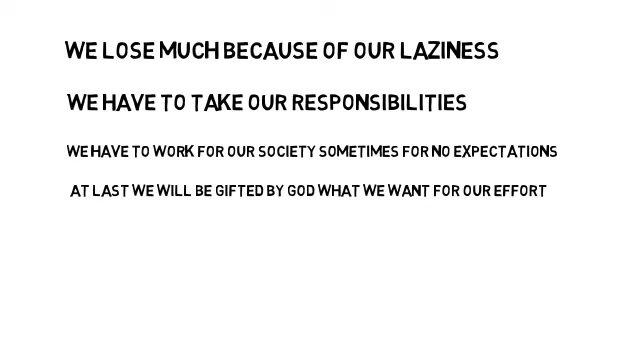 WE LOSE MUCH BECAUSE OF OUR LAZINESS
WE HAVE TO TAKE OUR RESPONSIBILITIES
WE HAVE TO WORK FOR OUR SOCIETY SOMETIMES FOR NO EXPECTATIONS
AT LAST WE WILL BE GIFTED BY GOD WHAT WE WANT FOR OUR EFFORT